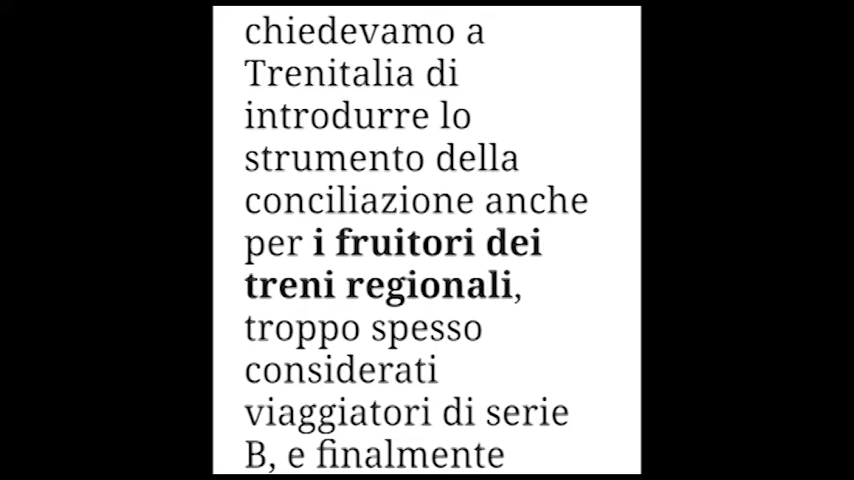 chiedevamo a
Trenitalia di
introdurre lo
strumento della
conciliazione anche
per i fruitori dei
treni regionali,
troppo spesso
considerati
viaggiatori di serie
B, e finalmente